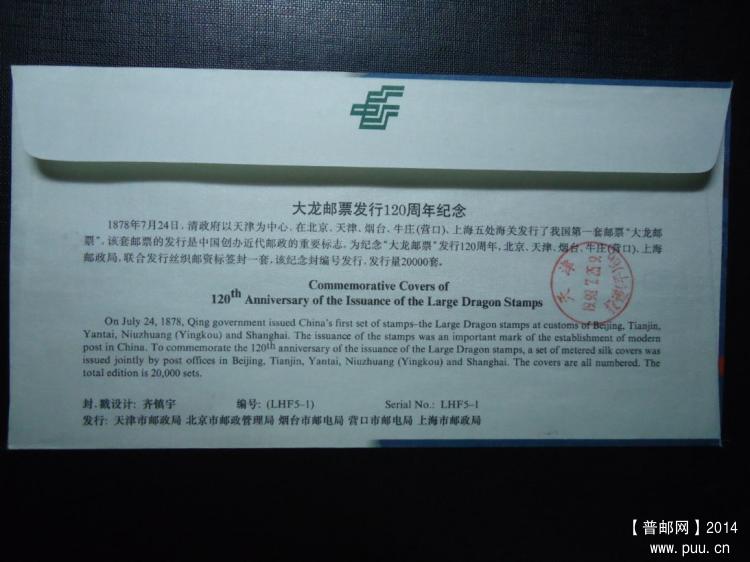 大龙邮票发行120周年纪念
1878年7月24日，清政府以天津为中心，在北京、天津、烟台、牛庄(营口)、上海五处海关发行了我国第一套邮票"大龙邮
票"。该套邮票的发行是中国创办近代邮政的重要标志。为纪念"大龙邮票"发行120周年，北京、天津、烟台、牛庄(营口)、上海
邮政局，联合发行丝织邮资标签封一套，该纪念封编号发行，发行量20000套。
Commemorative Covers of
120th Anniversary of the Issuance of the Large Dragon Stamps
On July 24, 1878, Qing government issued China's first set of stamps-the Large Dragon stamps at customs of Beijing, Tianjin,
Yantai, Niuzhuang (Yingkou) and Shanghai. The issuance of the stamps was an important mark of the establishment of modern
post in China. To commemorate the 120th anniversary of the issuance of the Large Dragon stamps, a set of metered silk covers was
issued jointly by post offices in Beijing, Tianjin, Yantai, Niuzhuang (Yingkou) and Shanghai. The covers are all numbered. The
total edition is 20,000 sets.
封、戳设计: 齐慎宇 编号: (LHF5-1) Serial No.: LHF5-1
发行: 天津市邮政局 北京市邮政管理局 烟台市邮电局 营口市邮电局 上海市邮政局
天津
【普邮网】2014
www.puu.cn